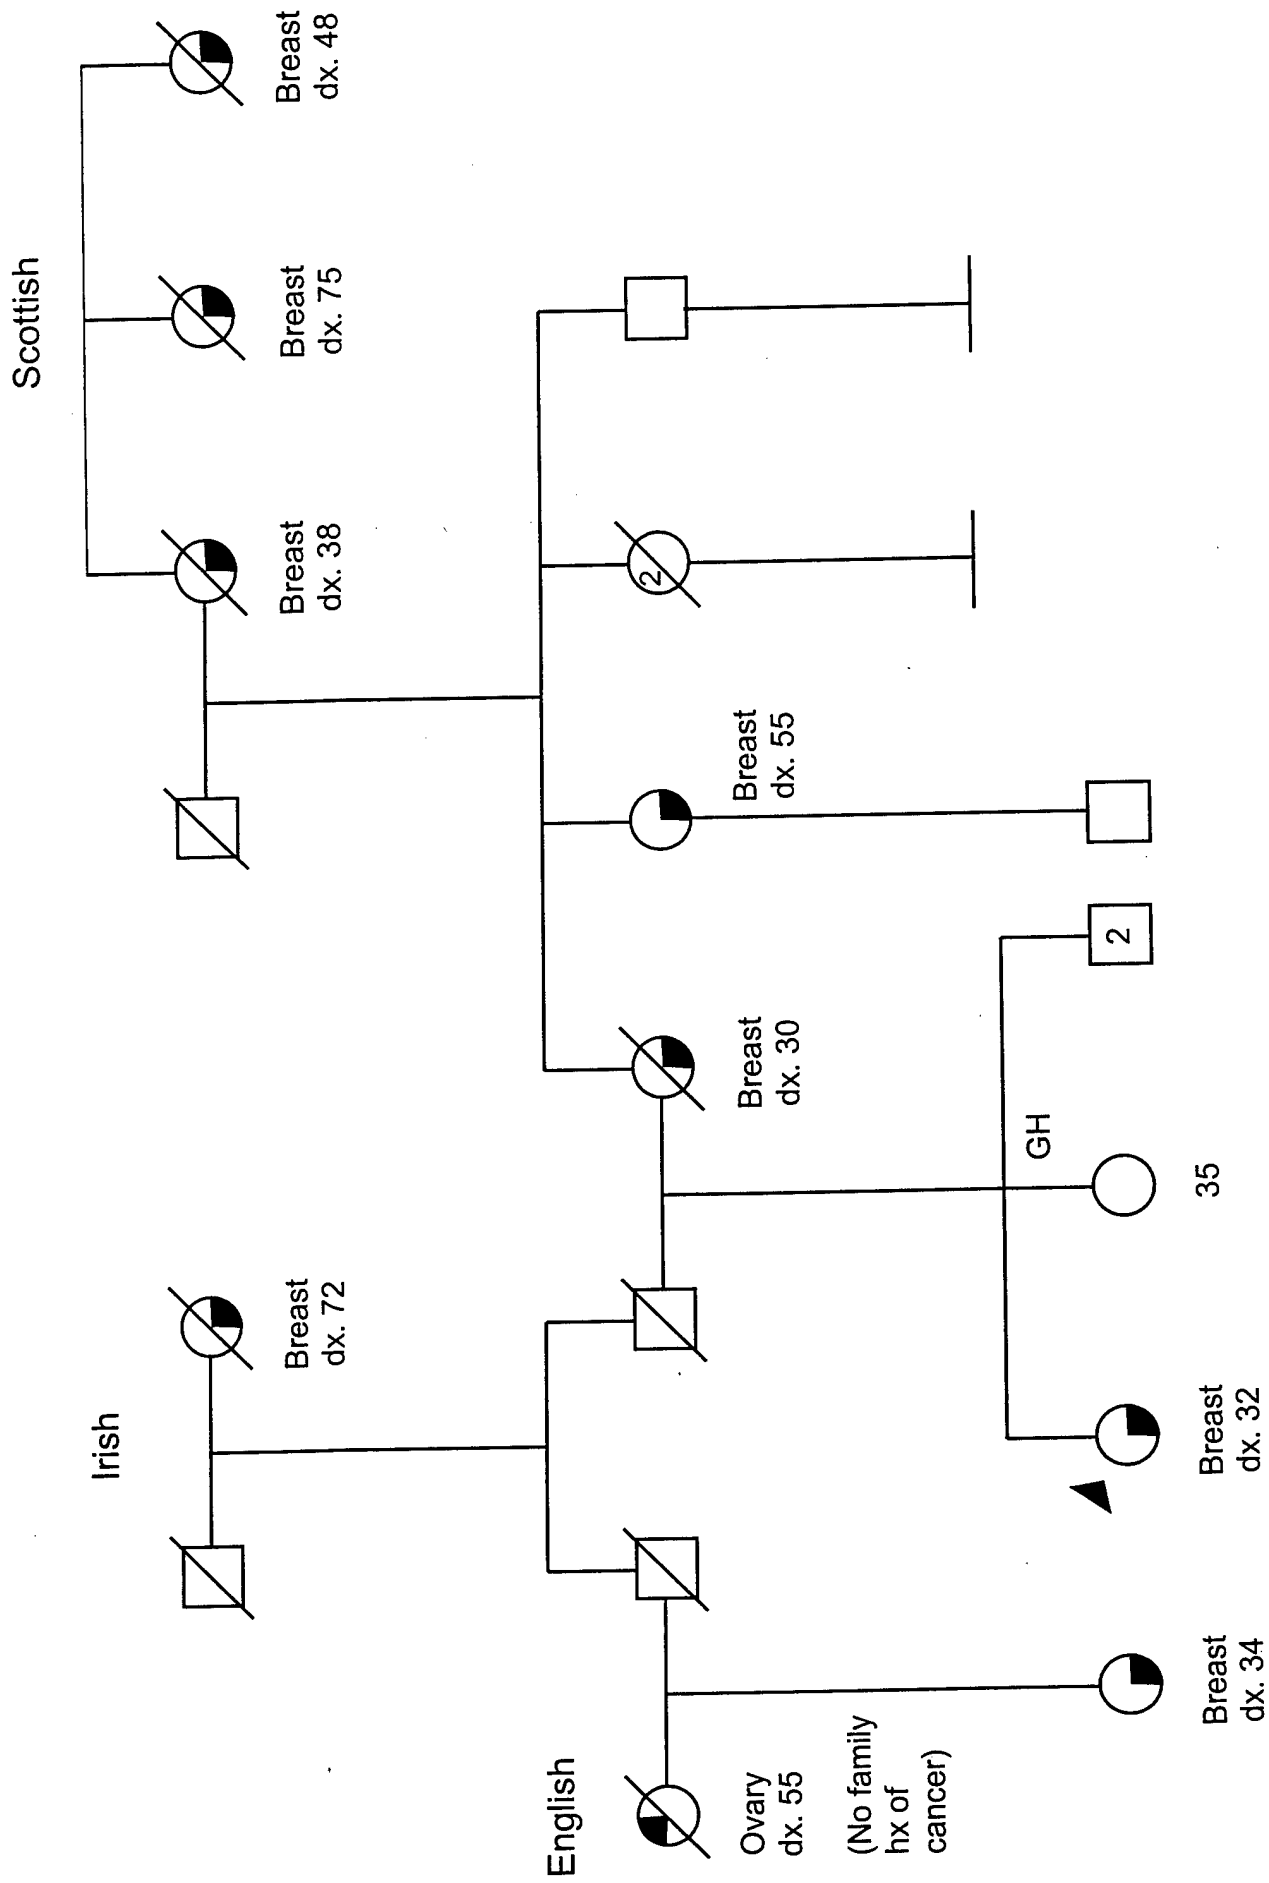 Irish
Scottish
Breast
dx. 72
Breast
dx. 38
Breast
dx. 75
Breast
dx. 48
English
2
Ovary
dx. 55
(No family
hx of
cancer)
Breast
dx. 30
Breast
dx. 55
GH
2
Breast
dx. 34
Breast
dx. 32
35